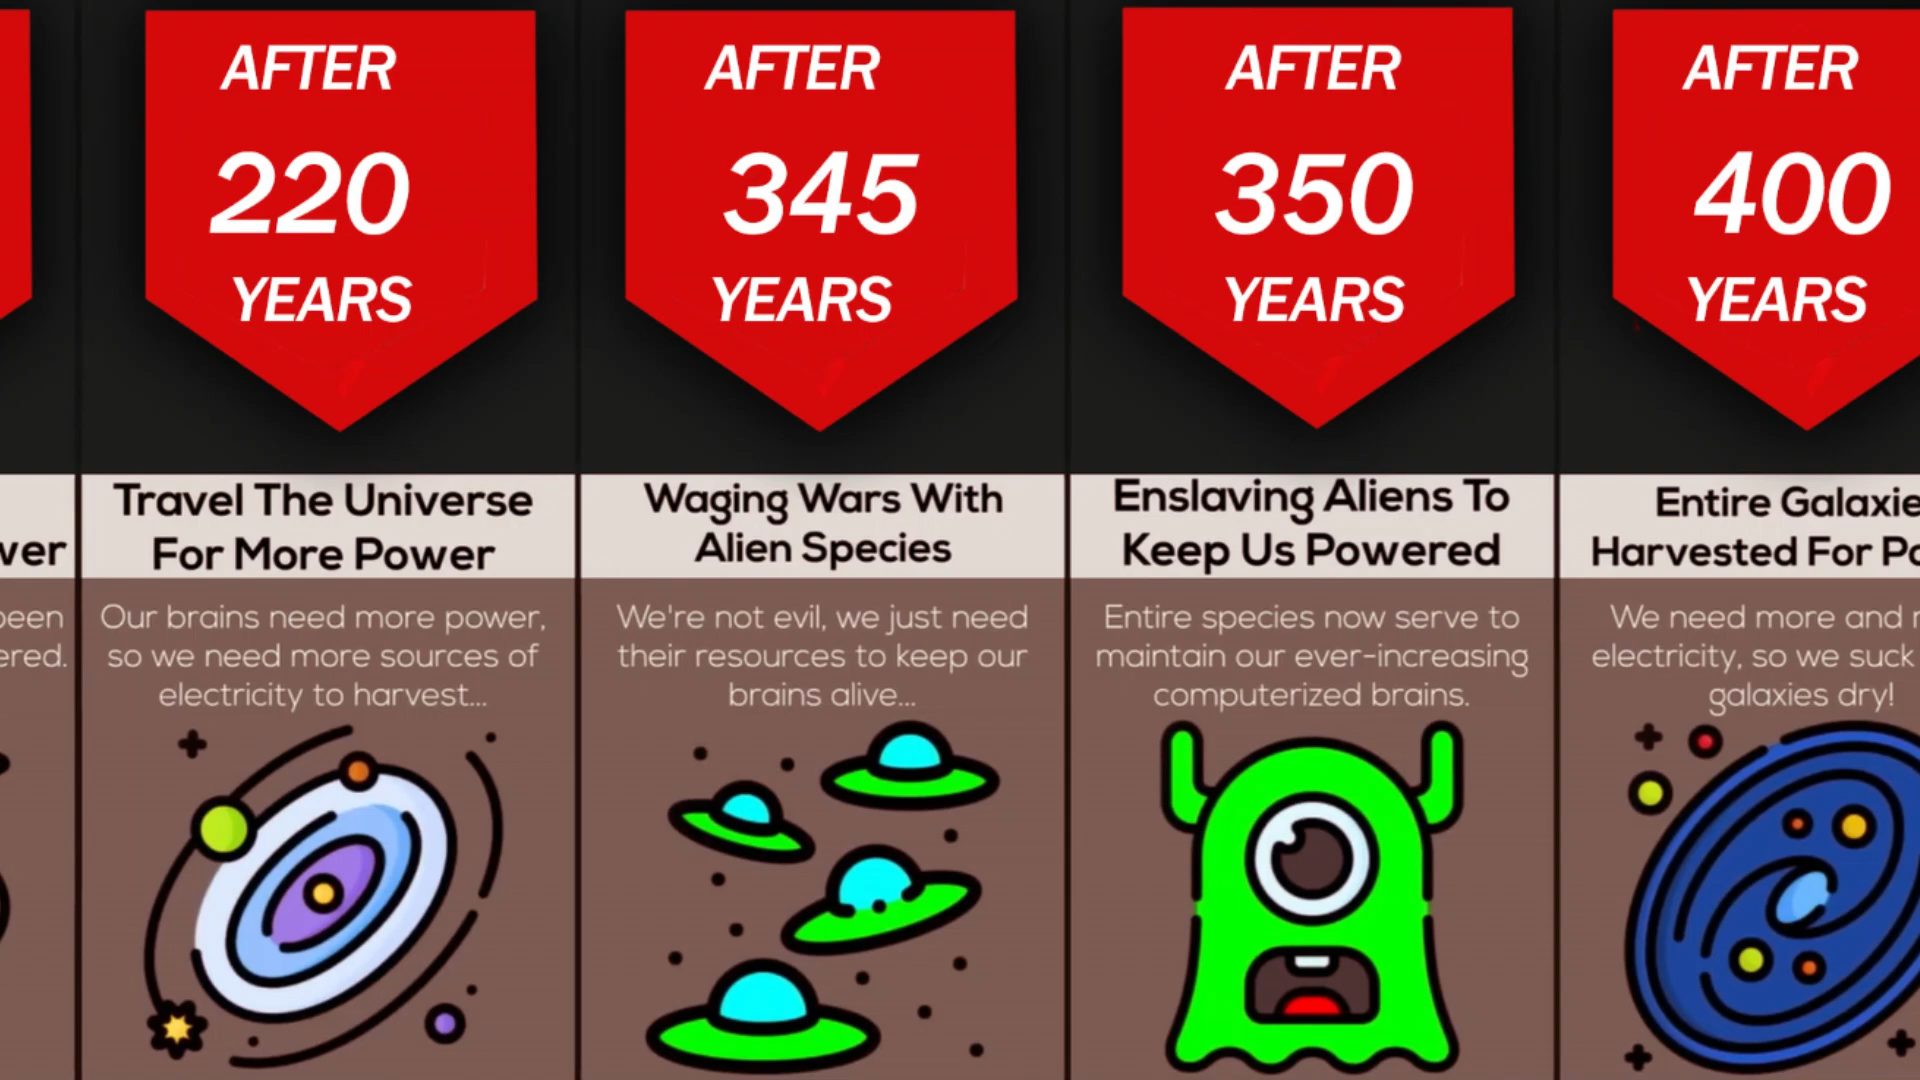 AFTER
220
YEARS
Travel The Universe
For More Power
Our brains need more power,
so we need more sources of
electricity to harvest...
AFTER
345
YEARS
Waging Wars With
Alien Species
We're not evil, we just need
their resources to keep our
brains alive...
AFTER
350
YEARS
Enslaving Aliens To
Keep Us Powered
Entire species now serve to
maintain our ever-increasing
computerized brains.
AFTER
400
YEARS
Entire
Harvested For
We need more and
electricity, so we suck
galaxies dry!